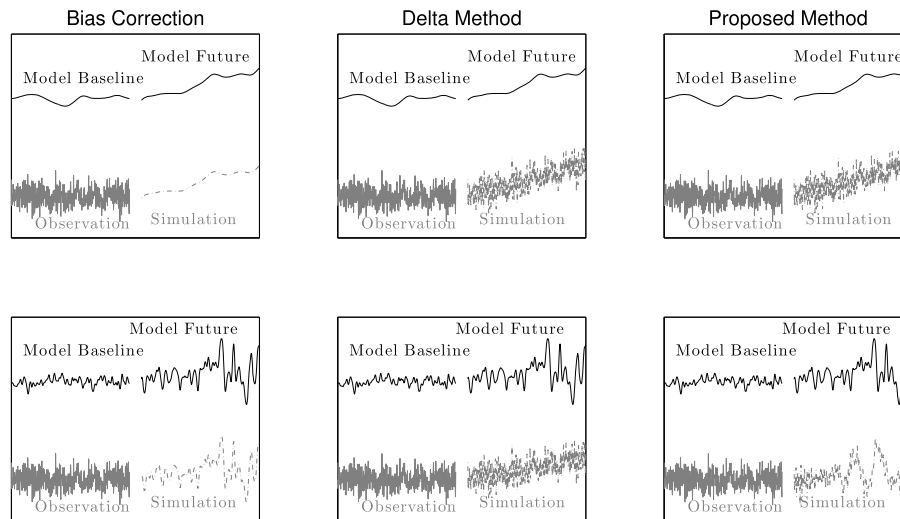 Bias Correction
Delta Method
Proposed Method
Model Future
Model Baseline
Observation
Simulation
Model Future
Model Baseline
Observation
Simulation
Model Future
Model Baseline
Observation
Simulation
Model Future
Model Baseline
Observation
Simulation
Model Future
Model Baseline
Observation
Simulation
Model Future
Model Baseline
Observation
Simulation